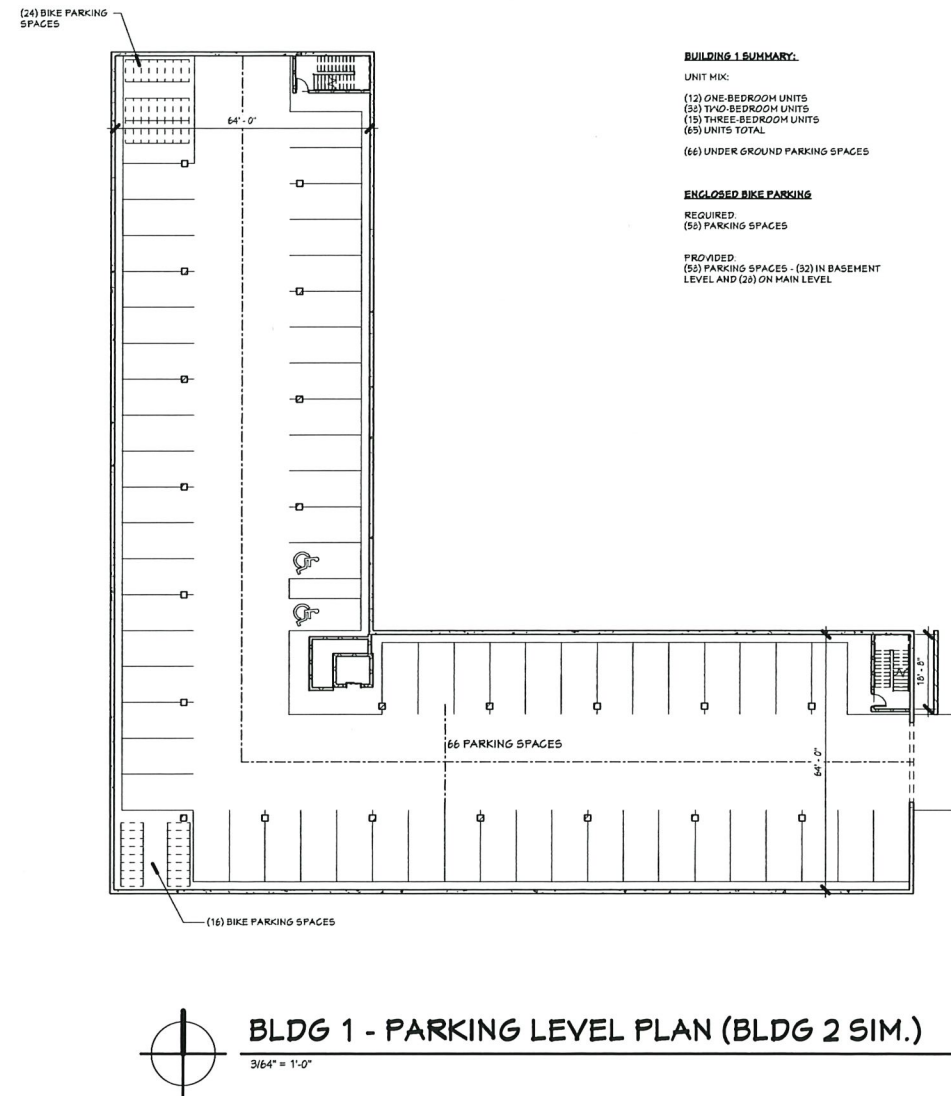 (24) BIKE PARKING
SPACES
BUILDING 1 SUMMARY:
UNIT MIX:
(12) ONE-BEDROOM UNITS
(38) TWO-BEDROOM UNITS
(15) THREE-BEDROOM UNITS
(65) UNITS TOTAL
(66) UNDER GROUND PARKING SPACES
ENCLOSED BIKE PARKING
REQUIRED:
(58) PARKING SPACES
PROVIDED:
(58) PARKING SPACES - (32) IN BASEMENT
LEVEL AND (28) ON MAIN LEVEL
64' - 0"
18' - 8"
66 PARKING SPACES
64' - 0"
(16) BIKE PARKING SPACES
BLDG 1 - PARKING LEVEL PLAN (BLDG 2 SIM.)
3/64" = 1'-0"